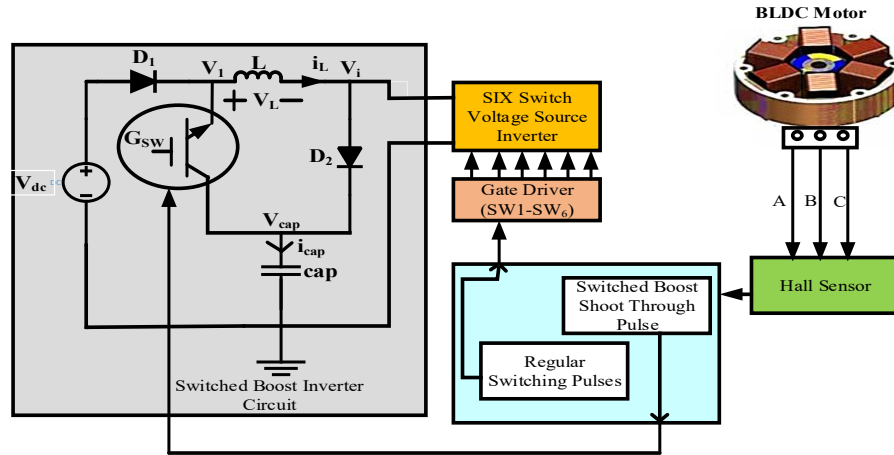 BLDC Motor
D1
V1
L
iL
Vi
+ VL −
GSW
D2
Vdc
+
−
Vcap
icap
cap
Switched Boost Inverter
Circuit
SIX Switch
Voltage Source
Inverter
Gate Driver
(SW1-SW6)
Switched Boost
Shoot Through
Pulse
Regular
Switching Pulses
A
B
C
Hall Sensor